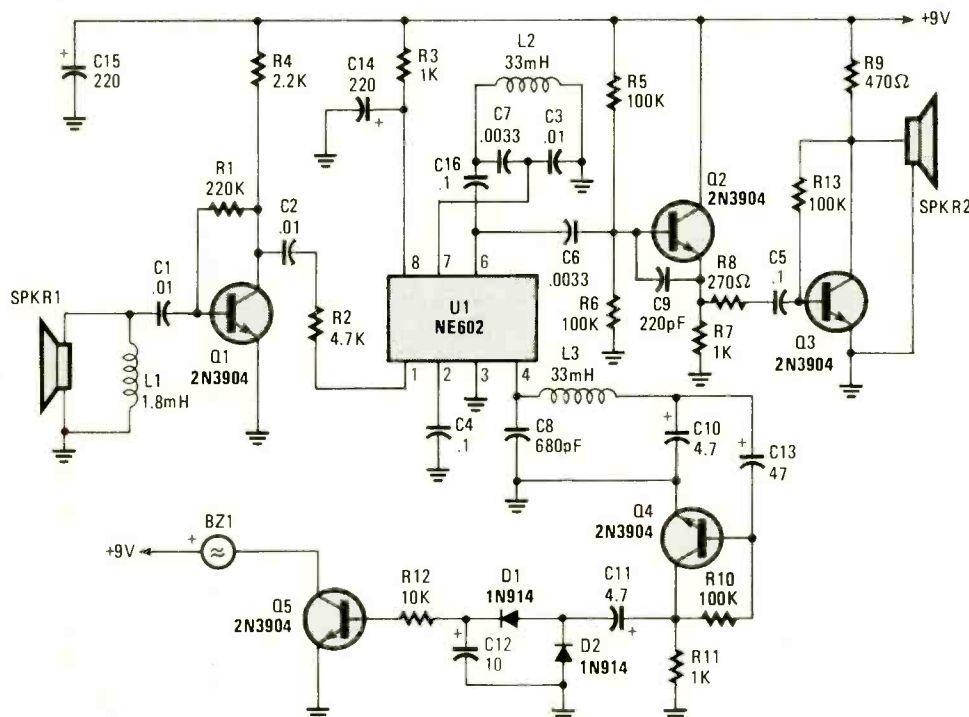 +9V
C15
220
+
R4
2.2K
C14
220
+
R3
1K
L2
33mH
C7
.0033
C3
.01
R5
100K
R9
470Ω
R1
220K
C2
.01
C16
.1
Q2
2N3904
R13
100K
SPKR2
C6
.0033
C1
.01
SPKR1
8
7
6
U1
NE602
R8
270Ω
C5
.1
C9
220pF
R6
100K
R2
4.7K
Q1
2N3904
L1
1.8mH
R7
1K
Q3
2N3904
1
2
3
4
L3
33mH
C4
.1
C8
680pF
+
C10
4.7
+
C13
47
Q4
2N3904
+9V
+
BZ1
≈
Q5
2N3904
R12
10K
D1
1N914
C11
4.7
+
R10
100K
+
C12
10
D2
1N914
R11
1K